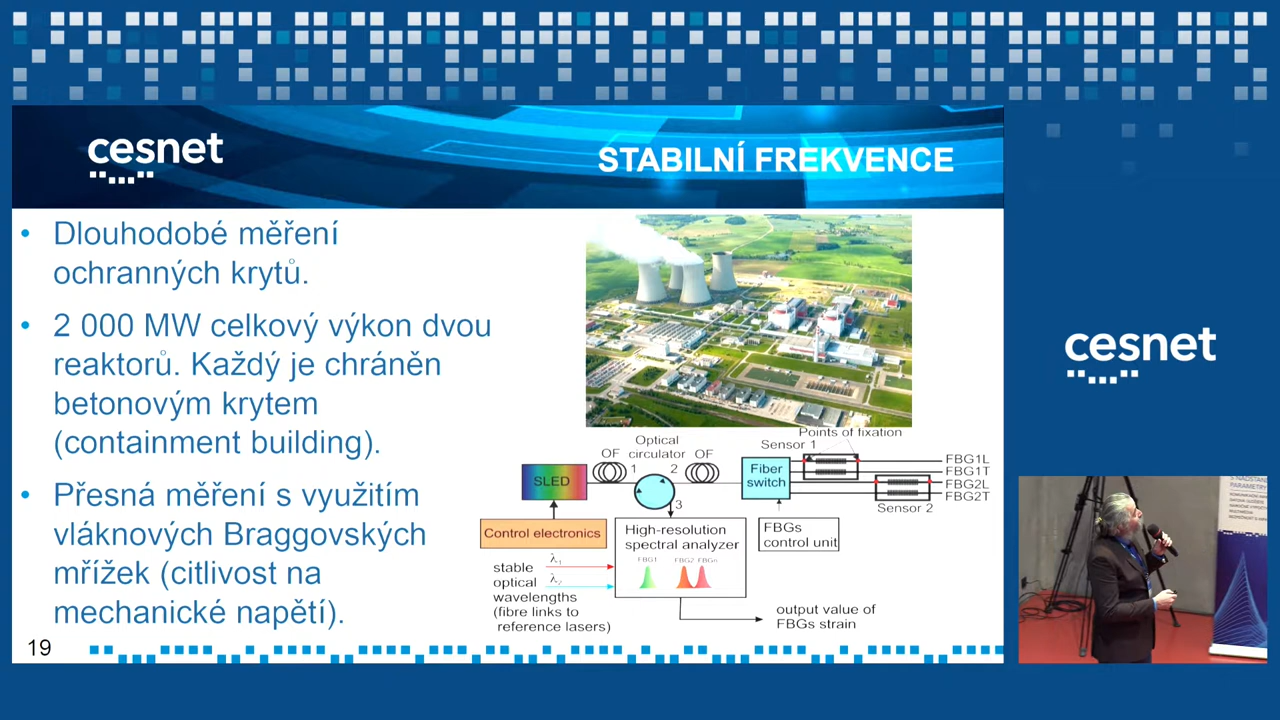 cesnet
STABILNÍ FREKVENCE
• Dlouhodobé měření
ochranných krytů.
• 2 000 MW celkový výkon dvou
reaktorů. Každý je chráněn
betonovým krytem
(containment building).
• Přesná měření s využitím
vláknových Braggovských
mřížek (citlivost na
mechanické napětí).
19
Points of fixation
Optical
circulator
Sensor 1
OF
1
2
OF
3
SLED
Fiber
switch
FBG1L
FBG1T
FBG2L
FBG2T
Sensor 2
Control electronics
High-resolution
spectral analyzer
FBG1
FBG2
FBGn
FBGs
control unit
λ1
λ2
stable
optical
wavelengths
(fibre links to
reference lasers)
output value of
FBGs strain
cesnet
PARAMETRY